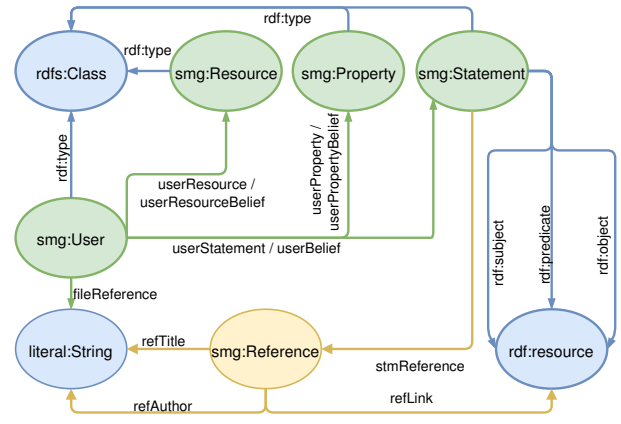 rdf:type
rdf:type
rdfs:Class
smg:Resource
smg:Property
smg:Statement
rdf:type
userProperty /
userPropertyBelief
userResource /
userResourceBelief
smg:User
userStatement / userBelief
rdf:subject
rdf:predicate
rdf:object
fileReference
literal:String
refTitle
smg:Reference
stmReference
rdf:resource
refAuthor
refLink